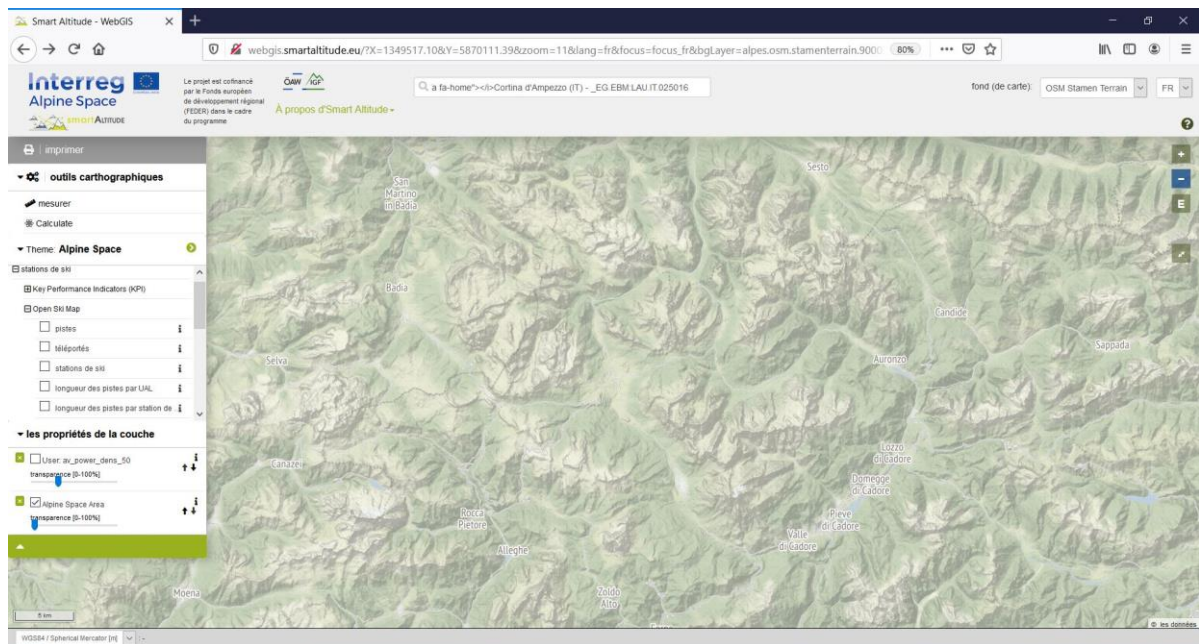 Smart Altitude - WebGIS
webgis.smartaltitude.eu/?X=1349517.10&Y=5870111.39&zoom=11&lang=fr&focus=focus_fr&bgLayer=alpes.osm.stamenterrain.900
80%
Interreg
Alpine Space
smartALTITUDE
Le projet est cofinancé
par le Fonds européen
de développement régional
(FEDER) dans le cadre
du programme
ÖAW IGF
À propos d'Smart Altitude
a fa-home"></i>Cortina d'Ampezzo (IT) - _EG.EBM:LAU.IT.025016
fond (de carte):
OSM Stamen Terrain
FR
imprimer
outils carthographiques
mesurer
Calculate
Theme: Alpine Space
stations de ski
Key Performance Indicators (KPI)
Open Ski Map
pistes
téléportés
stations de ski
longueur des pistes par UAL
longueur des pistes par station de
les propriétés de la couche
User: av_power_dens_50
transparence [0-100%]
Alpine Space Area
transparence [0-100%]
E
San
Martino
in Badia
Sesto
Badia
Candide
Selva
Auronzo
Sappada
Canazei
Lozzo
di Cadore
Domegge
di Cadore
Rocca
Pietore
Pieve
di Cadore
Valle
di Cadore
Alleghe
Moena
Zoldo
Alto
5 km
© les données
WGS84 / Spherical Mercator [m]